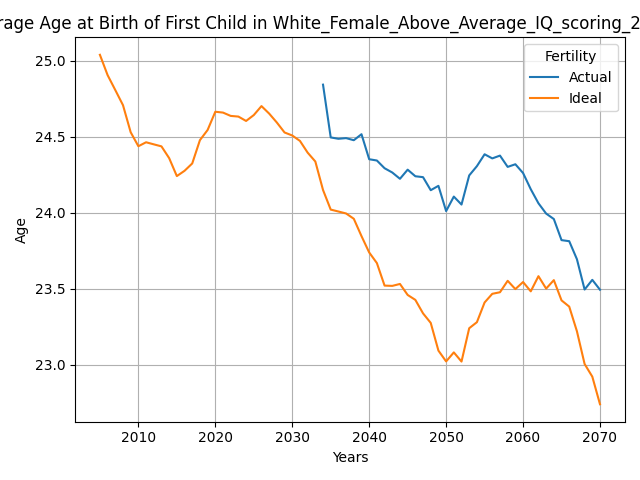 rage Age at Birth of First Child in White_Female_Above_Average_IQ_scoring_2
Fertility
Actual
Ideal
25.0
24.5
24.0
23.5
23.0
Age
2010 2020 2030 2040 2050 2060 2070
Years